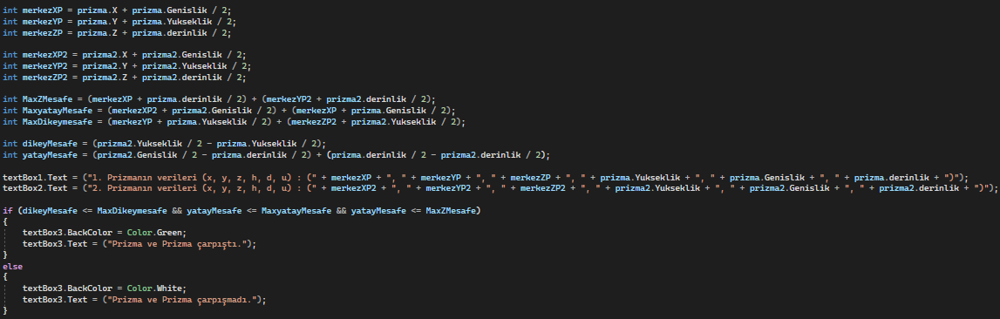 int merkezXP = prizma.X + prizma.Genislik / 2;
int merkezYP = prizma.Y + prizma.Yukseklik / 2;
int merkezZP = prizma.Z + prizma.derinlik / 2;
int merkezXP2 = prizma2.X + prizma2.Genislik / 2;
int merkezYP2 = prizma2.Y + prizma2.Yukseklik / 2;
int merkezZP2 = prizma2.Z + prizma2.derinlik / 2;
int MaxZMesafe = (merkezXP + prizma.derinlik / 2) + (merkezYP2 + prizma2.derinlik / 2);
int MaxyatayMesafe = (merkezXP2 + prizma2.Genislik / 2) + (merkezXP + prizma.Genislik / 2);
int MaxDikeymesafe = (merkezYP + prizma.Yukseklik / 2) + (merkezZP2 + prizma2.Yukseklik / 2);
int dikeyMesafe = (prizma2.Yukseklik / 2 - prizma.Yukseklik / 2);
int yatayMesafe = (prizma2.Genislik / 2 - prizma.derinlik / 2) + (prizma.derinlik / 2 - prizma2.derinlik / 2);
textBox1.Text = ("1. Prizmanın verileri (x, y, z, h, d, u) : (" + merkezXP + ", " + merkezYP + ", " + merkezZP + ", " + prizma.Yukseklik + ", " + prizma.Genislik + ", " + prizma.derinlik + ")");
textBox2.Text = ("2. Prizmanın verileri (x, y, z, h, d, u) : (" + merkezXP2 + ", " + merkezYP2 + ", " + merkezZP2 + ", " + prizma2.Yukseklik + ", " + prizma2.Genislik + ", " + prizma2.derinlik + ")");
if (dikeyMesafe <= MaxDikeymesafe && yatayMesafe <= MaxyatayMesafe && yatayMesafe <= MaxZMesafe)
{
textBox3.BackColor = Color.Green;
textBox3.Text = ("Prizma ve Prizma çarpıştı.");
}
else
{
textBox3.BackColor = Color.White;
textBox3.Text = ("Prizma ve Prizma çarpışmadı.");
}